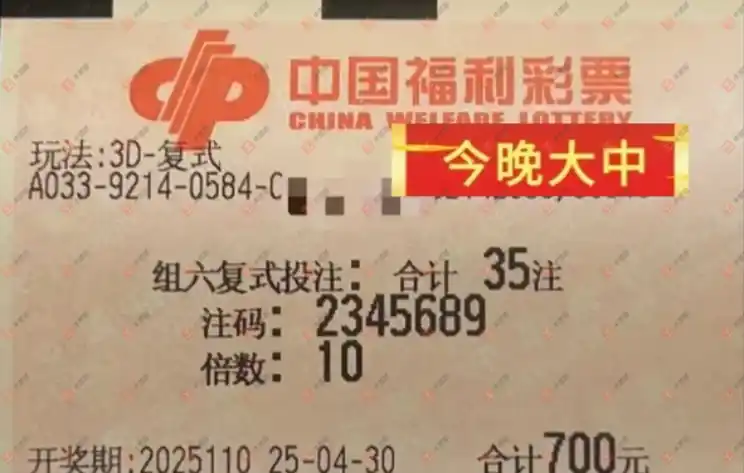 中国福利彩票
CHINA WELFARE LOTTERY
玩法:3D-复式
今晚大中
A033-9214-0584-C
组六复式投注: 合计 35注
注码: 2345689
倍数: 10
开奖期:2025110 25-04-30 合计700元